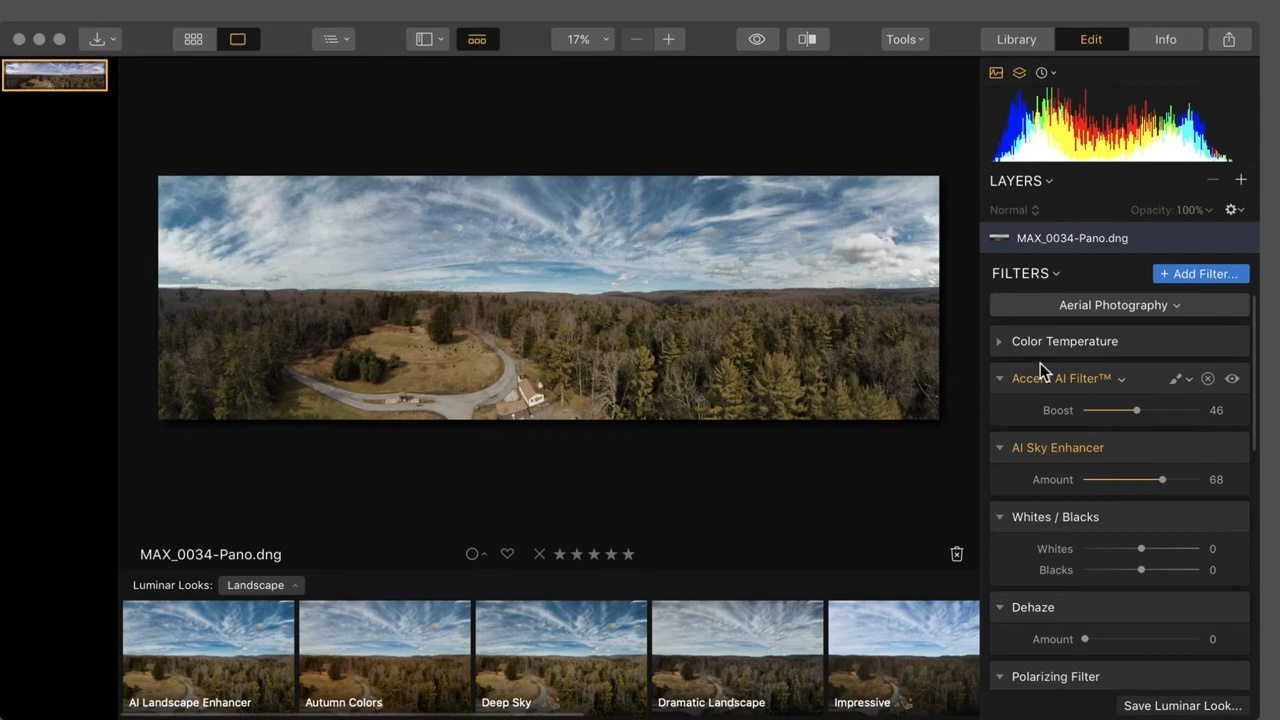 17%
Tools
Library
Edit
Info
LAYERS
Normal
Opacity: 100%
MAX_0034-Pano.dng
FILTERS
+ Add Filter...
Aerial Photography
Color Temperature
AI Filter™
Boost 46
AI Sky Enhancer
Amount 68
Whites / Blacks
Whites 0
Blacks 0
Dehaze
Amount 0
Polarizing Filter
Save Luminar Look...
MAX_0034-Pano.dng
Luminar Looks: Landscape
AI Landscape Enhancer
Autumn Colors
Deep Sky
Dramatic Landscape
Impressive